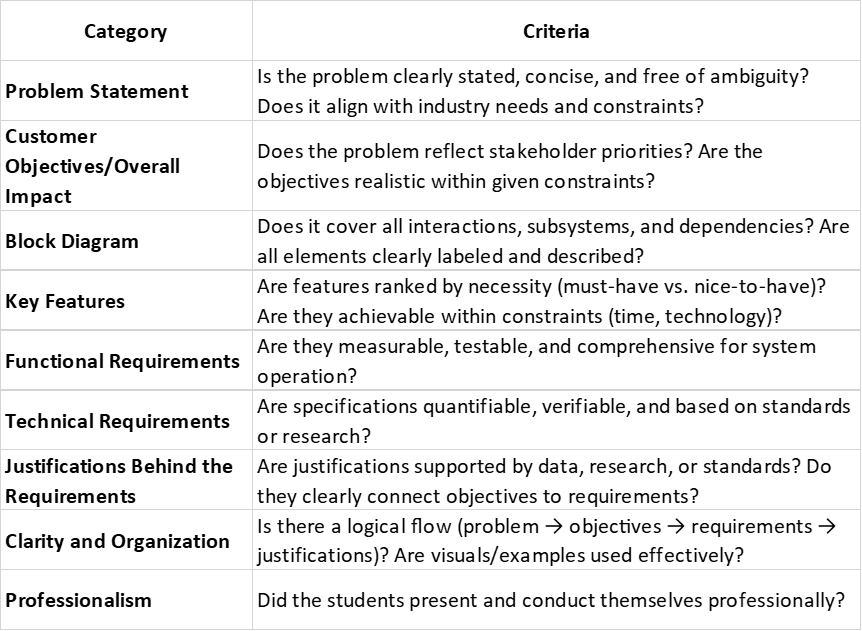 Category
Criteria
Problem Statement
Is the problem clearly stated, concise, and free of ambiguity?
Does it align with industry needs and constraints?
Customer
Objectives/Overall
Impact
Does the problem reflect stakeholder priorities? Are the
objectives realistic within given constraints?
Block Diagram
Does it cover all interactions, subsystems, and dependencies? Are
all elements clearly labeled and described?
Key Features
Are features ranked by necessity (must-have vs. nice-to-have)?
Are they achievable within constraints (time, technology)?
Functional Requirements
Are they measurable, testable, and comprehensive for system
operation?
Technical Requirements
Are specifications quantifiable, verifiable, and based on standards
or research?
Justifications Behind the
Requirements
Are justifications supported by data, research, or standards? Do
they clearly connect objectives to requirements?
Clarity and Organization
Is there a logical flow (problem → objectives → requirements →
justifications)? Are visuals/examples used effectively?
Professionalism
Did the students present and conduct themselves professionally?